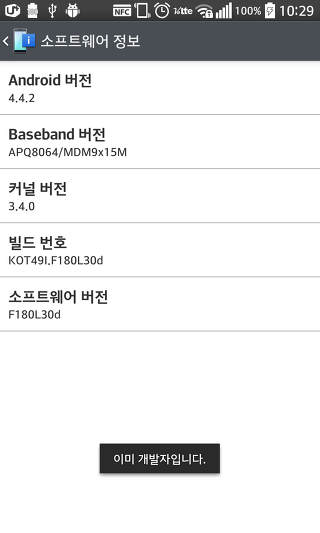 NFC VoLTE 100% 10:29
소프트웨어 정보
Android 버전
4.4.2
Baseband 버전
APQ8064/MDM9x15M
커널 버전
3.4.0
빌드 번호
KOT49I.F180L30d
소프트웨어 버전
F180L30d
이미 개발자입니다.